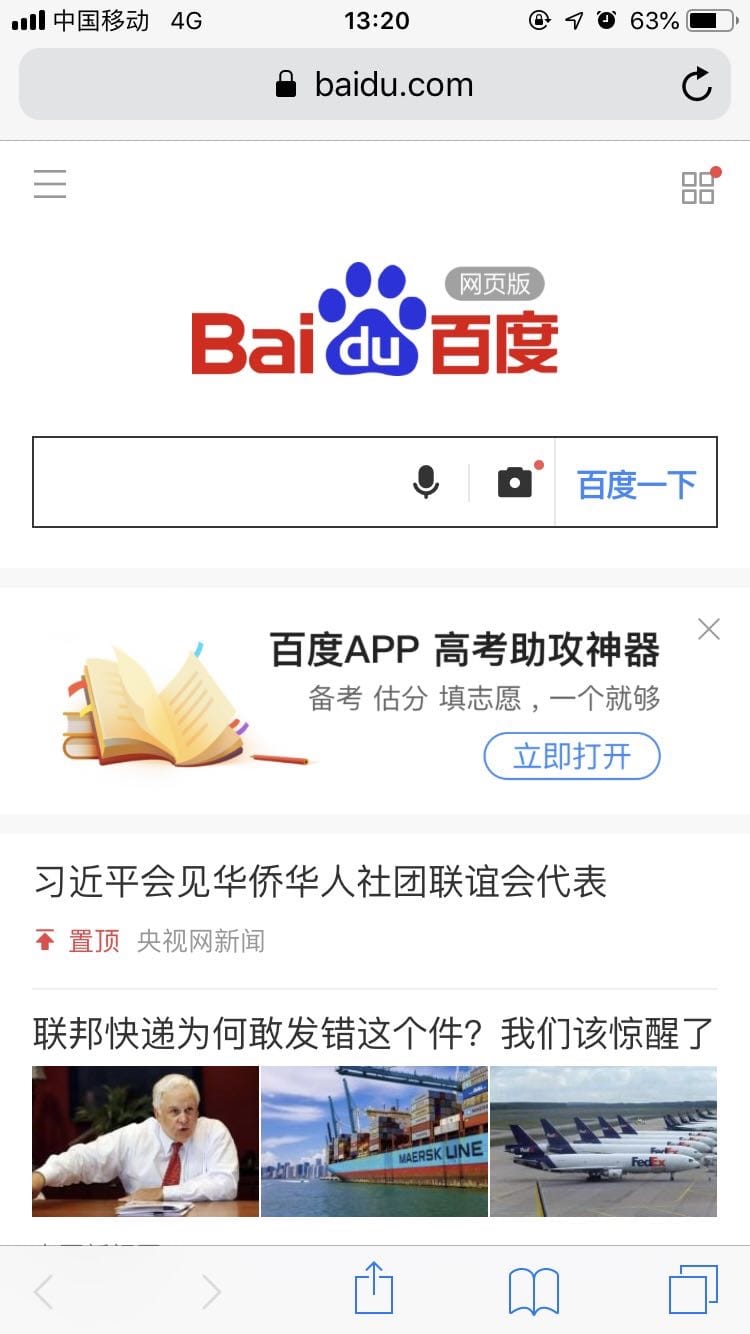 中国移动 4G 13:20 63%
baidu.com
网页版
Bai du 百度
百度一下
百度APP 高考助攻神器
备考 估分 填志愿，一个就够
立即打开
习近平会见华侨华人社团联谊会代表
置顶 央视网新闻
联邦快递为何敢发错这个件？我们该惊醒了
MAERSK LINE
FedEx